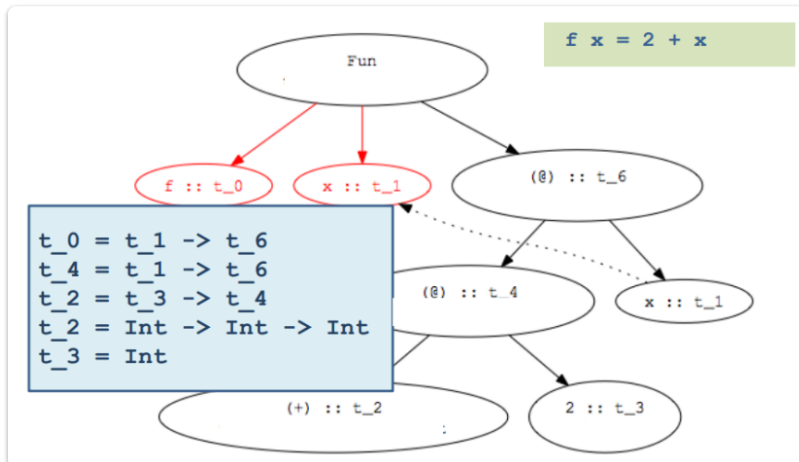 f x = 2 + x
Fun
f :: t_0
x :: t_1
(@) :: t_6
t_0 = t_1 -> t_6
t_4 = t_1 -> t_6
t_2 = t_3 -> t_4
t_2 = Int -> Int -> Int
t_3 = Int
(@) :: t_4
x :: t_1
(+) :: t_2
2 :: t_3